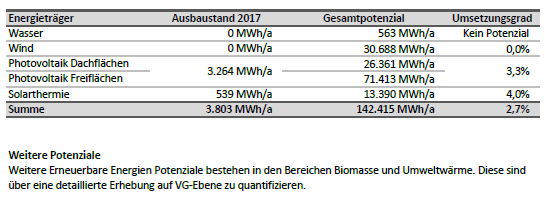 Energieträger Ausbaustand 2017 Gesamtpotenzial Umsetzungsgrad
Wasser 0 MWh/a 563 MWh/a Kein Potenzial
Wind 0 MWh/a 30.688 MWh/a 0,0%
Photovoltaik Dachflächen 3.264 MWh/a 26.361 MWh/a 3,3%
Photovoltaik Freiflächen 71.413 MWh/a
Solarthermie 539 MWh/a 13.390 MWh/a 4,0%
Summe 3.803 MWh/a 142.415 MWh/a 2,7%
Weitere Potenziale
Weitere Erneuerbare Energien Potenziale bestehen in den Bereichen Biomasse und Umweltwärme. Diese sind
über eine detaillierte Erhebung auf VG-Ebene zu quantifizieren.